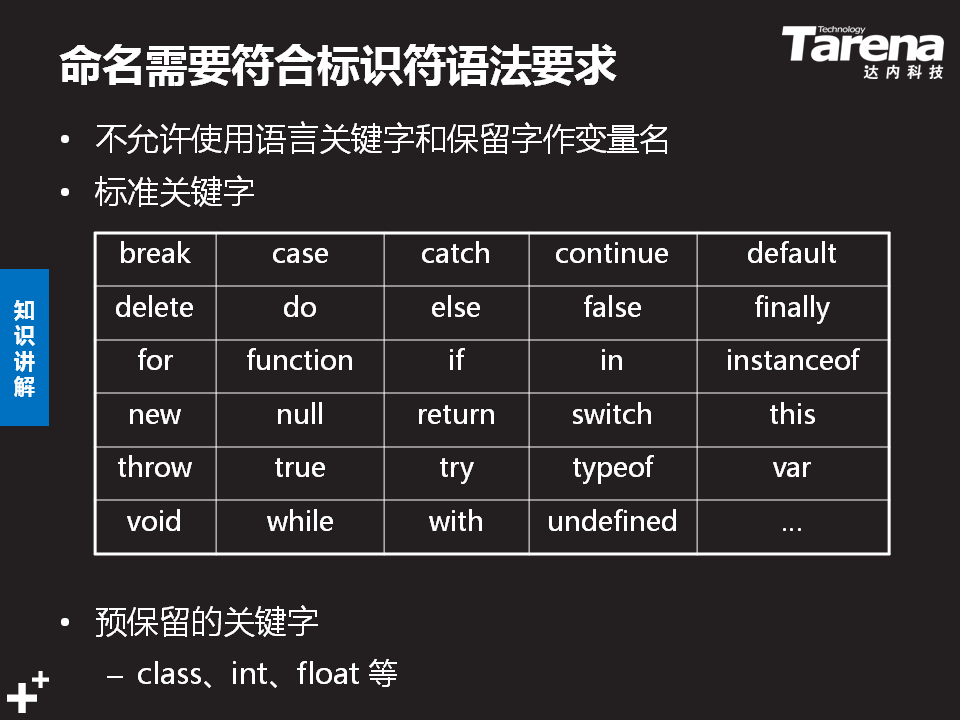 命名需要符合标识符语法要求
Technology
Tarena
达内科技
• 不允许使用语言关键字和保留字作变量名
• 标准关键字
break case catch continue default
delete do else false finally
for function if in instanceof
new null return switch this
throw true try typeof var
void while with undefined ...
知识讲解
• 预保留的关键字
– class、int、float 等